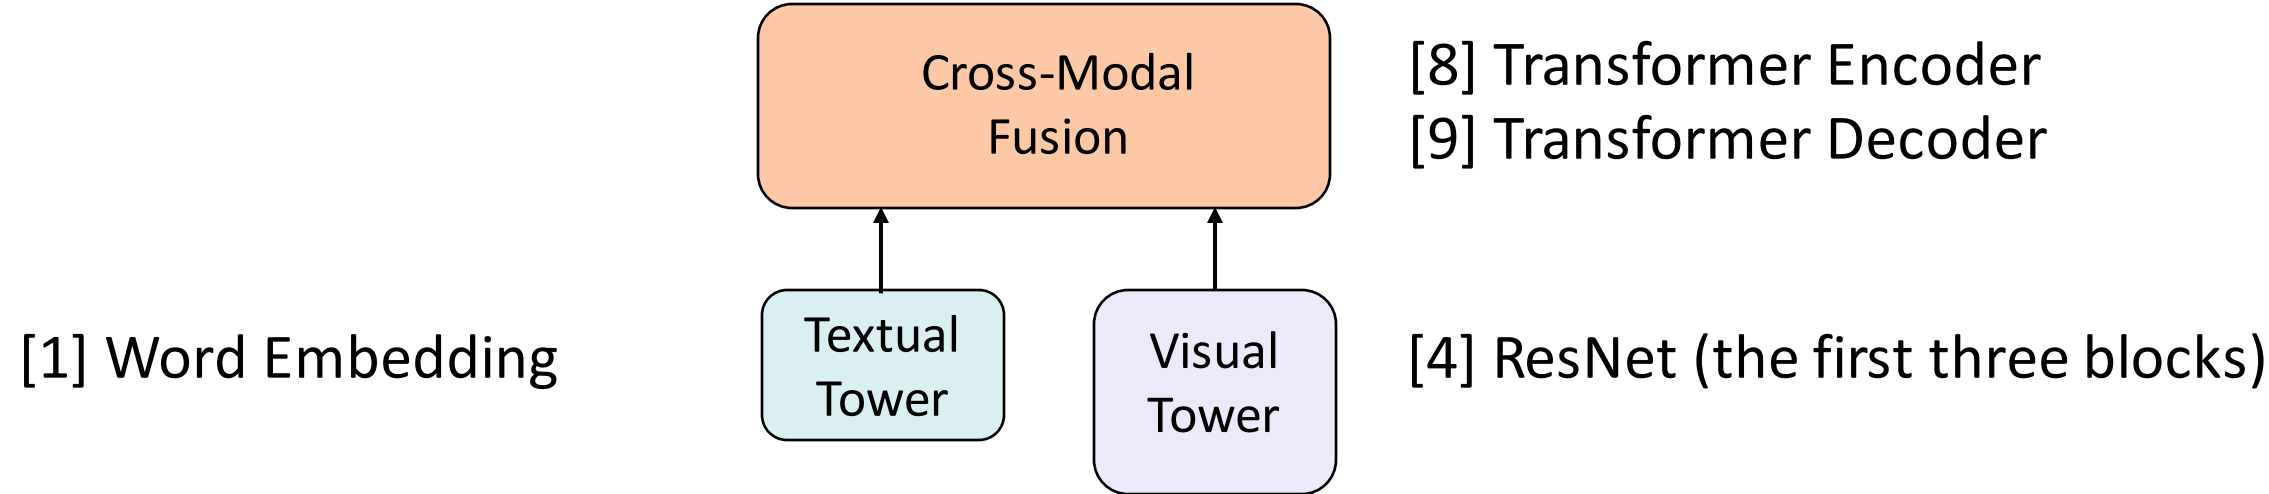 Cross-Modal
Fusion
[8] Transformer Encoder
[9] Transformer Decoder
[1] Word Embedding
Textual
Tower
Visual
Tower
[4] ResNet (the first three blocks)